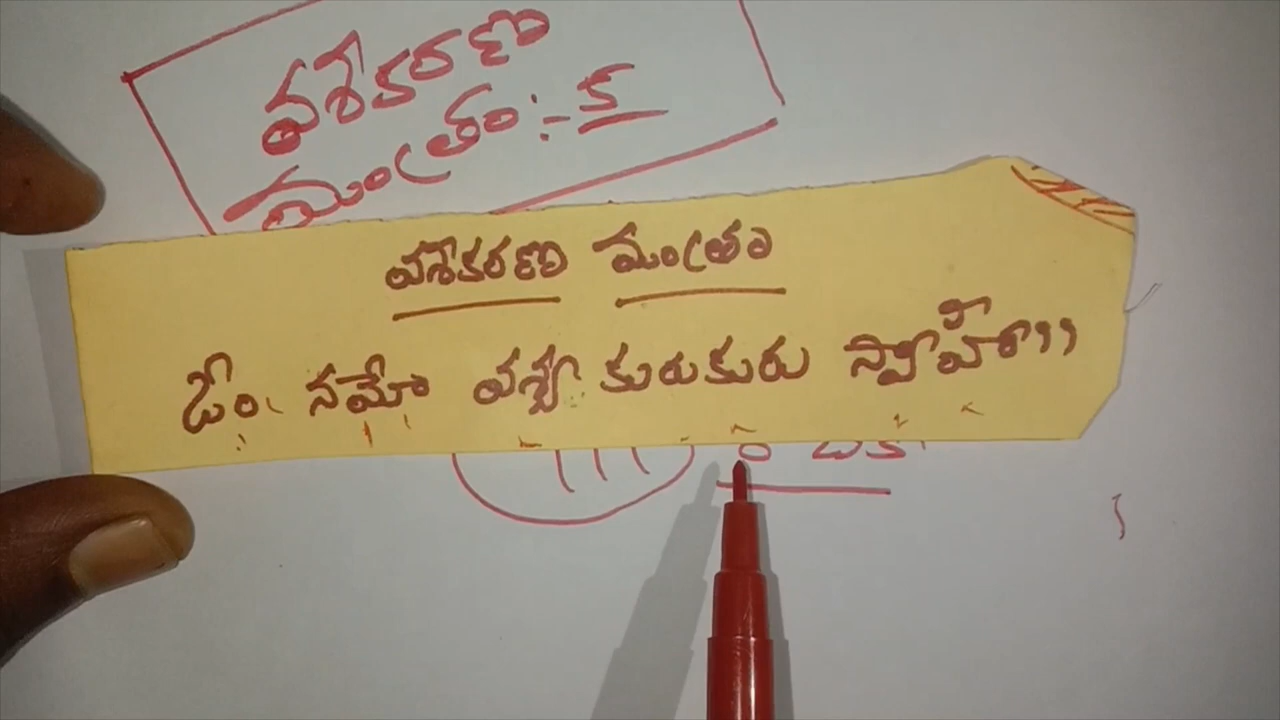 వశీకరణ
మంత్రం:- క
వశీకరణ మంత్రం
ఓం నమో వశ్య కురుకురు స్వాహా,,